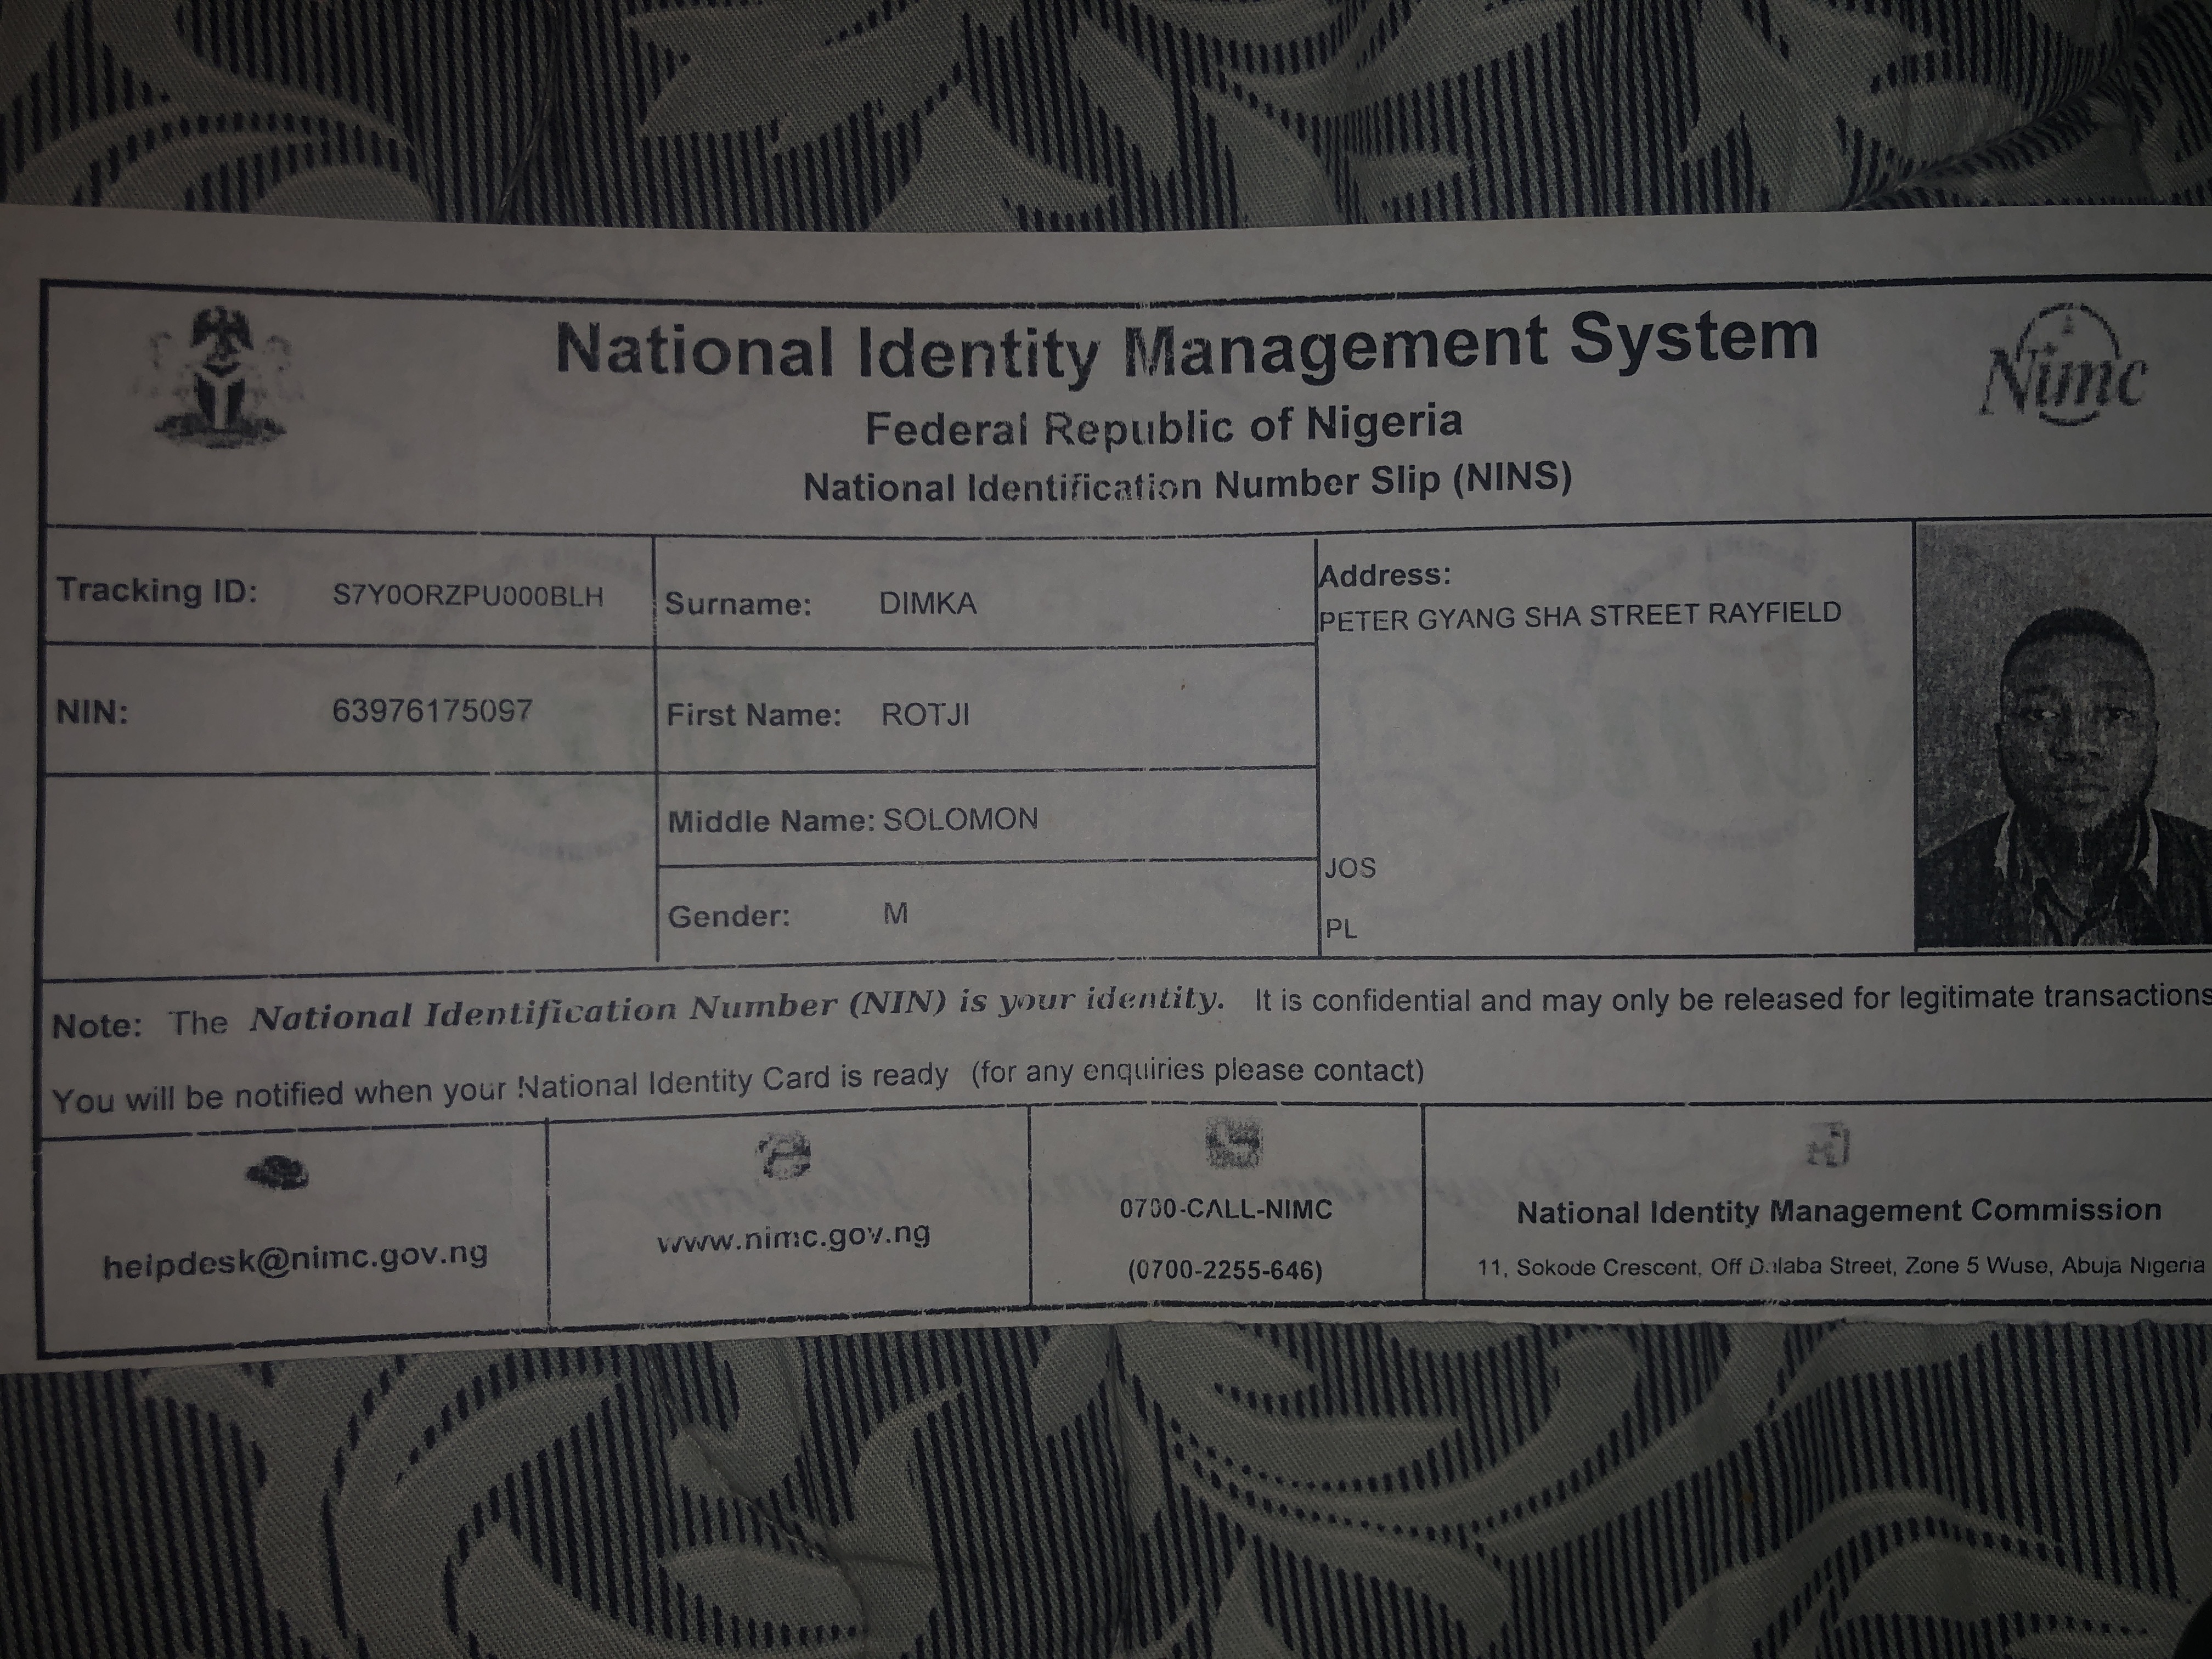 National Identity Management System
Federal Republic of Nigeria
National Identification Number Slip (NINS)
Nimc
Tracking ID: S7Y0ORZPU000BLH
Surname: DIMKA
Address:
PETER GYANG SHA STREET RAYFIELD
NIN: 63976175097
First Name: ROTJI
Middle Name: SOLOMON
JOS
Gender: M
PL
Note: The National Identification Number (NIN) is your identity. It is confidential and may only be released for legitimate transactions
You will be notified when your National Identity Card is ready (for any enquiries please contact)
helpdesk@nimc.gov.ng
www.nimc.gov.ng
0700-CALL-NIMC
(0700-2255-646)
National Identity Management Commission
11, Sokode Crescent, Off Dalaba Street, Zone 5 Wuse, Abuja Nigeria